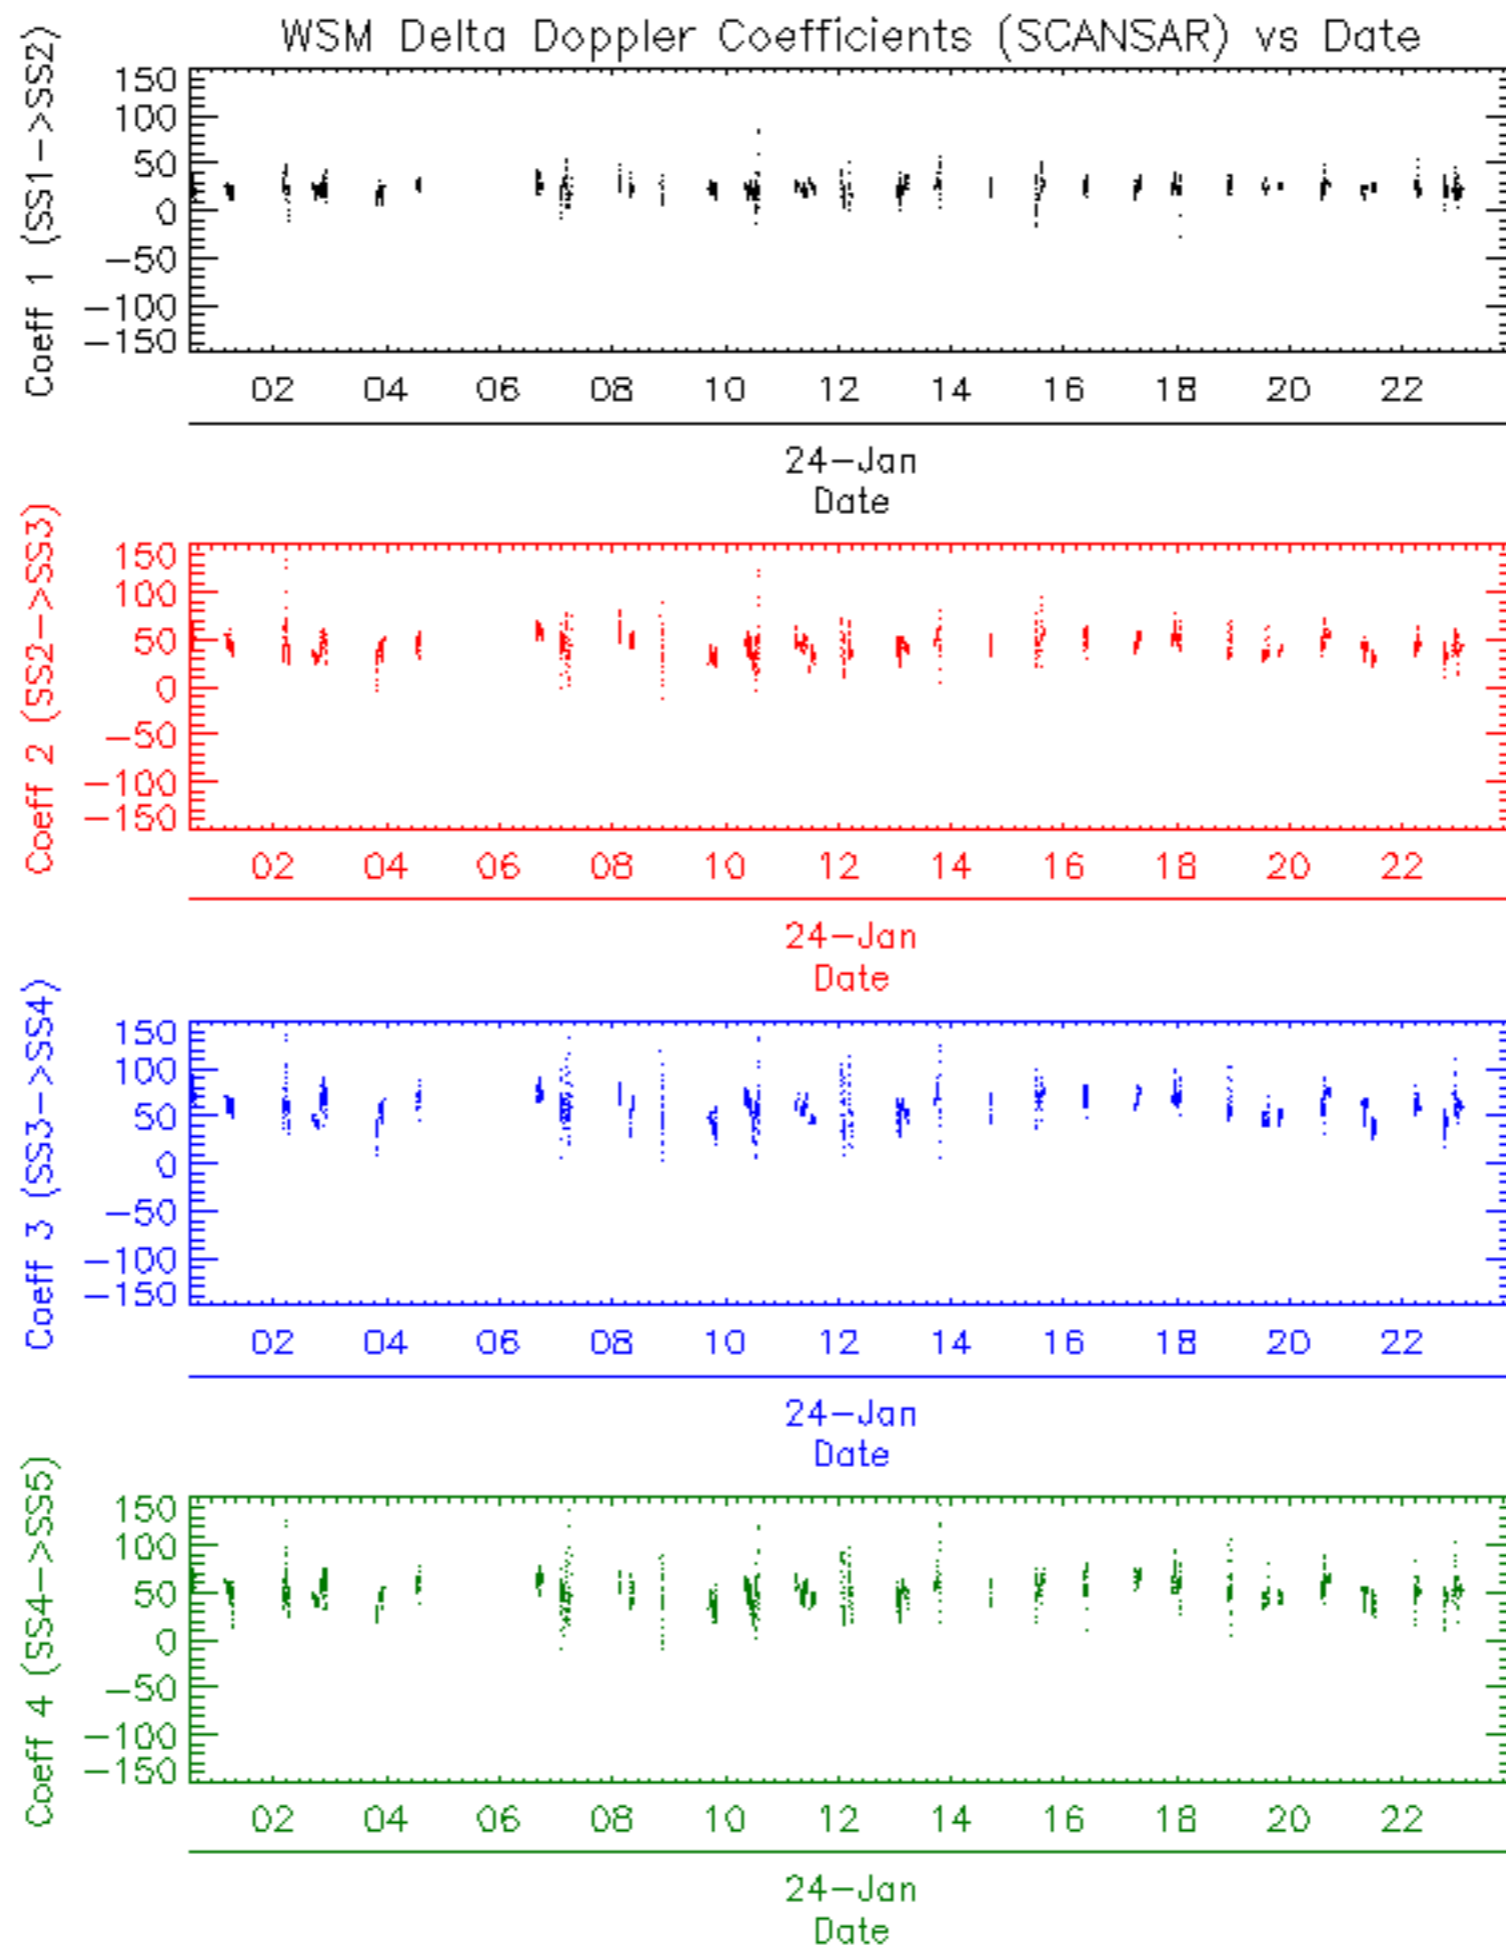 WSM Delta Doppler Coefficients (SCANSAR) vs Date
Coeff 1 (SS1->SS2)
150
100
50
0
-50
-100
-150
02 04 06 08 10 12 14 16 18 20 22
24-Jan
Date
Coeff 2 (SS2->SS3)
150
100
50
0
-50
-100
-150
02 04 06 08 10 12 14 16 18 20 22
24-Jan
Date
Coeff 3 (SS3->SS4)
150
100
50
0
-50
-100
-150
02 04 06 08 10 12 14 16 18 20 22
24-Jan
Date
Coeff 4 (SS4->SS5)
150
100
50
0
-50
-100
-150
02 04 06 08 10 12 14 16 18 20 22
24-Jan
Date